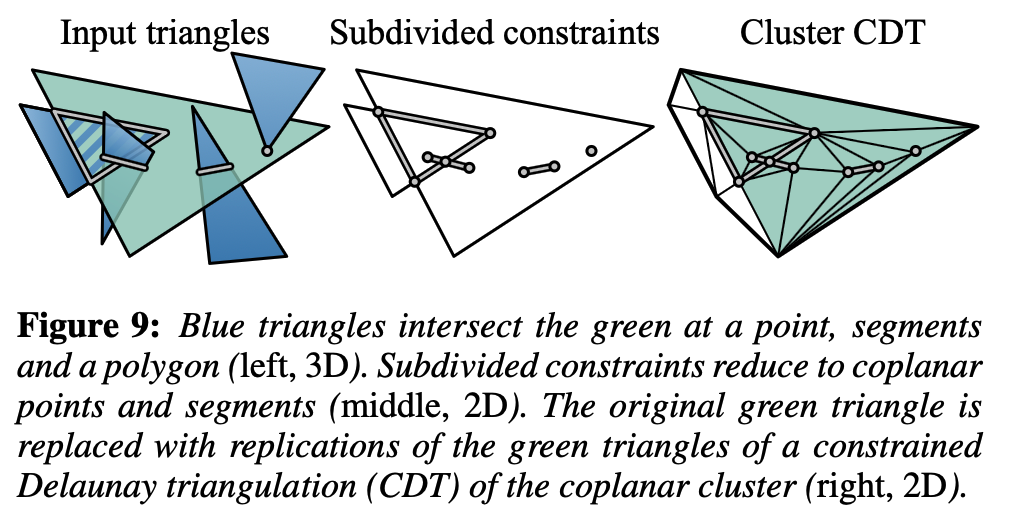 Input triangles Subdivided constraints Cluster CDT
Figure 9: Blue triangles intersect the green at a point, segments
and a polygon (left, 3D). Subdivided constraints reduce to coplanar
points and segments (middle, 2D). The original green triangle is
replaced with replications of the green triangles of a constrained
Delaunay triangulation (CDT) of the coplanar cluster (right, 2D).